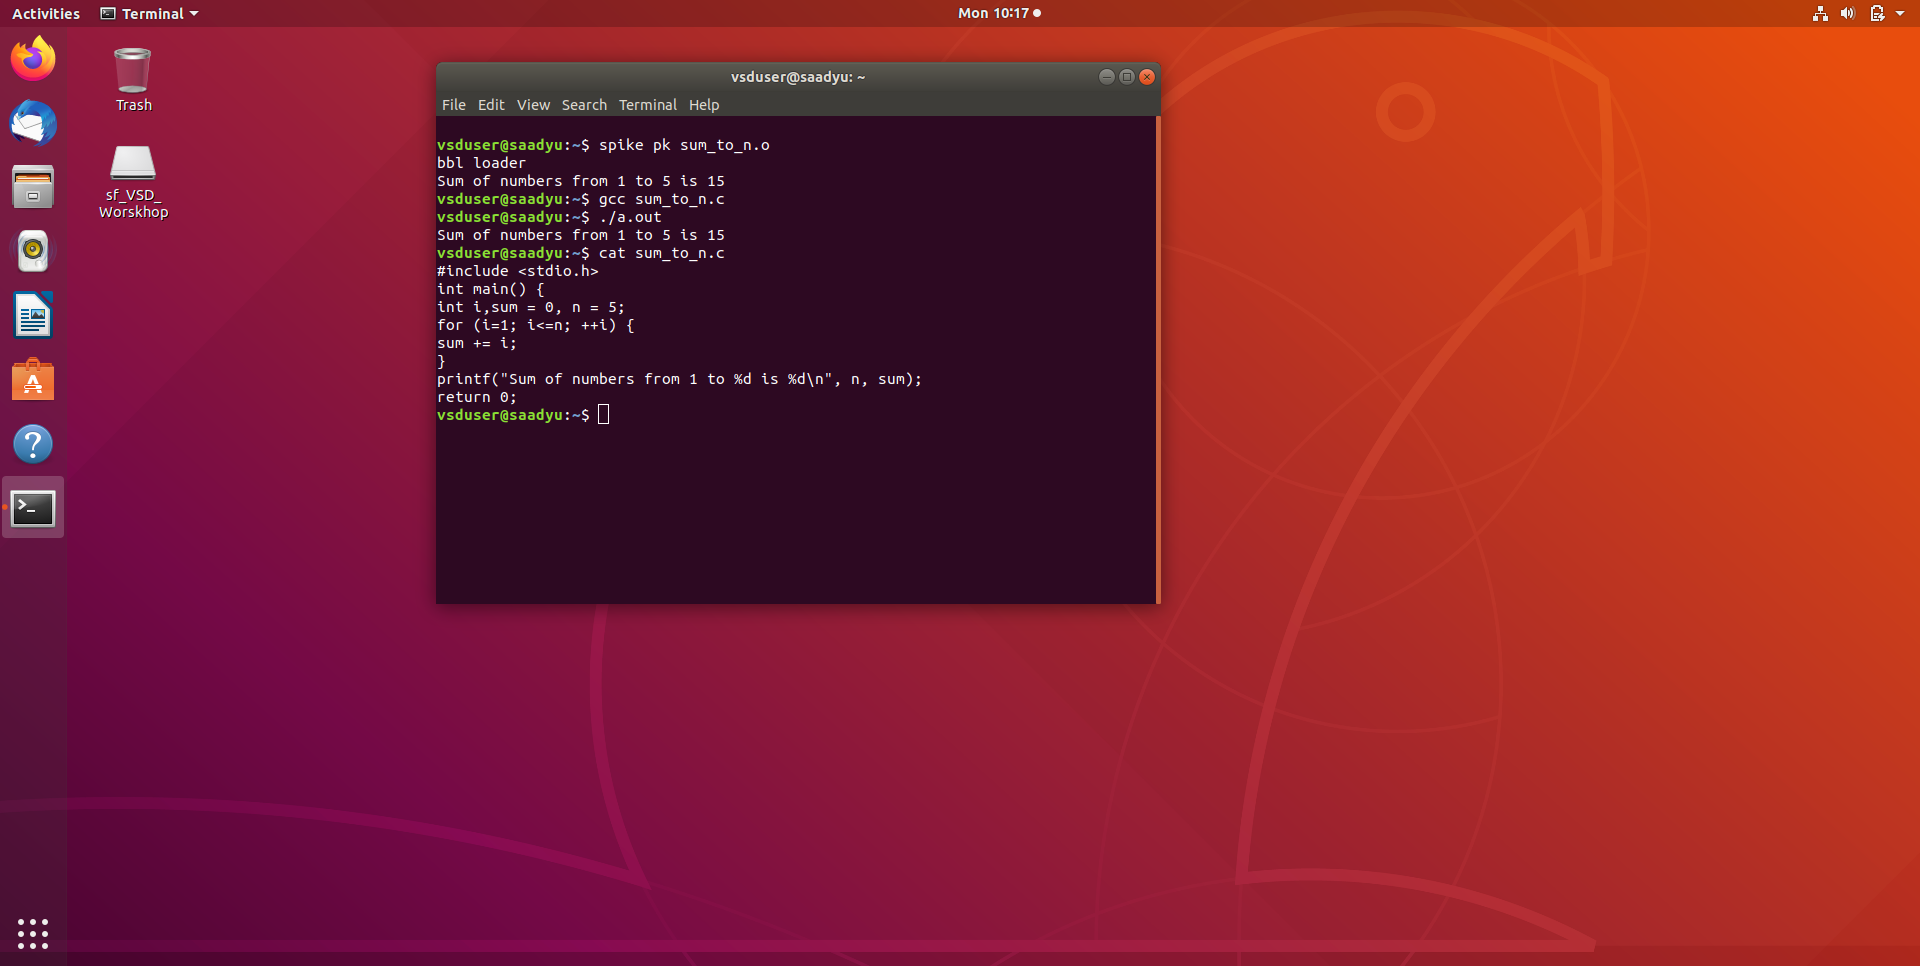 Activities
Terminal
Mon 10:17
Trash
sf_VSD_
Worskhop
vsduser@saadyu: ~
File Edit View Search Terminal Help
vsduser@saadyu:~$ spike pk sum_to_n.o
bbl loader
Sum of numbers from 1 to 5 is 15
vsduser@saadyu:~$ gcc sum_to_n.c
vsduser@saadyu:~$ ./a.out
Sum of numbers from 1 to 5 is 15
vsduser@saadyu:~$ cat sum_to_n.c
#include <stdio.h>
int main() {
int i,sum = 0, n = 5;
for (i=1; i<=n; ++i) {
sum += i;
}
printf("Sum of numbers from 1 to %d is %d\n", n, sum);
return 0;
vsduser@saadyu:~$